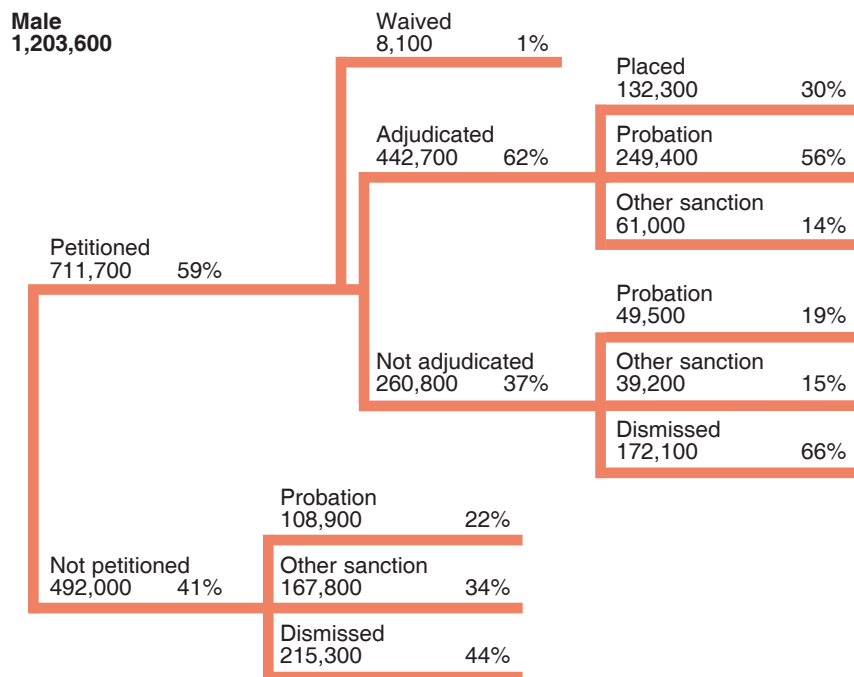 Male
1,203,600
Waived
8,100 1%
Placed
132,300 30%
Adjudicated
442,700 62%
Probation
249,400 56%
Other sanction
61,000 14%
Petitioned
711,700 59%
Probation
49,500 19%
Not adjudicated
260,800 37%
Other sanction
39,200 15%
Dismissed
172,100 66%
Probation
108,900 22%
Not petitioned
492,000 41%
Other sanction
167,800 34%
Dismissed
215,300 44%